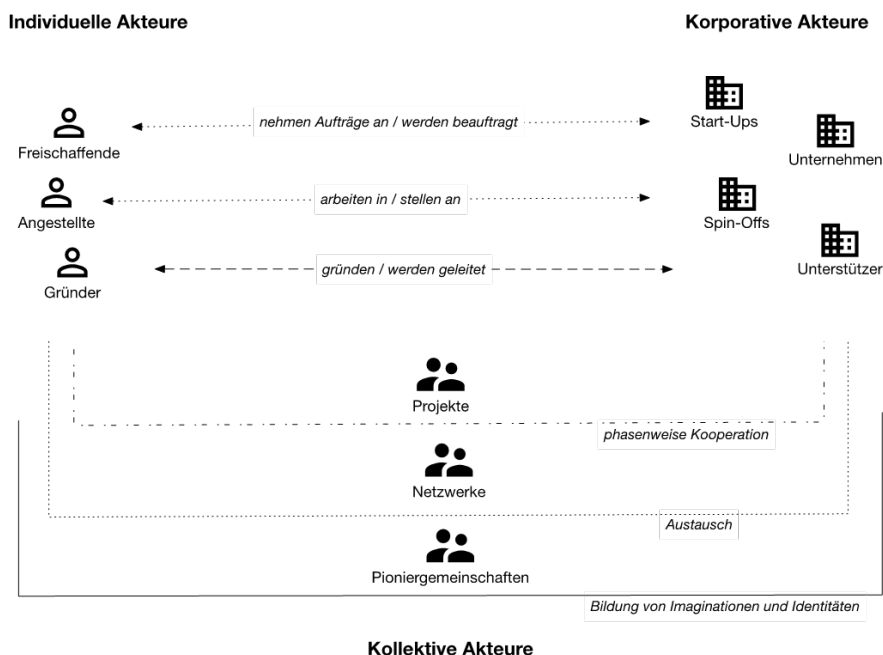 Individuelle Akteure
Korporative Akteure
Start-Ups
nehmen Aufträge an / werden beauftragt
Freischaffende
Unternehmen
Angestellte
arbeiten in / stellen an
Spin-Offs
Gründer
gründen / werden geleitet
Unterstützer
Projekte
phasenweise Kooperation
Netzwerke
Austausch
Pioniergemeinschaften
Bildung von Imaginationen und Identitäten
Kollektive Akteure